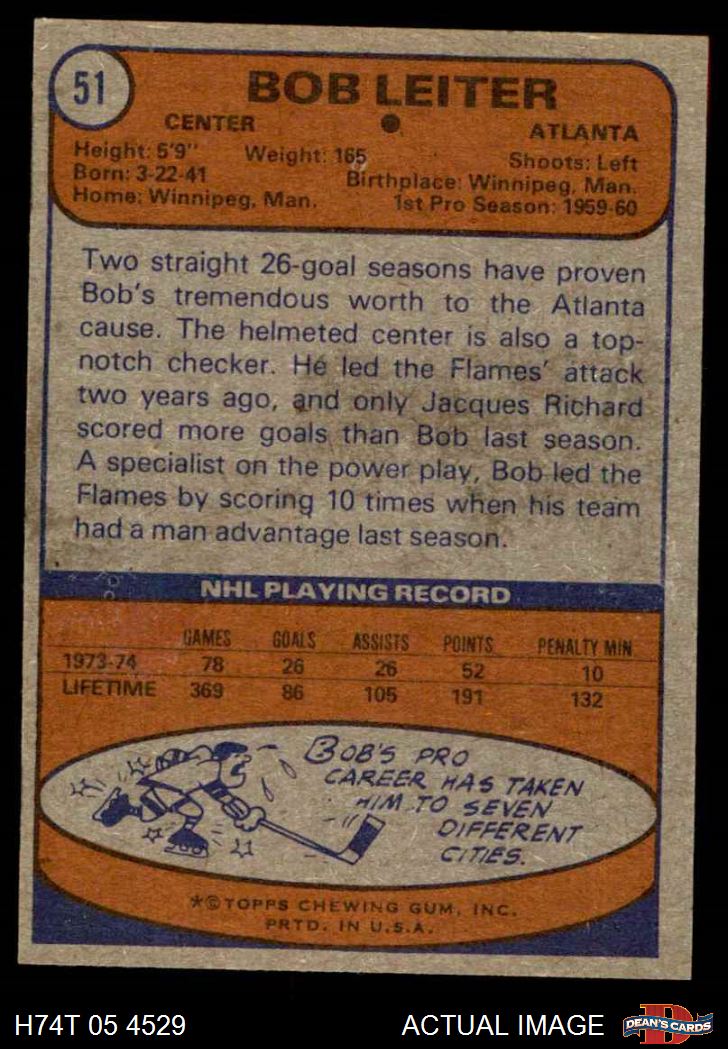 51
BOB LEITER
CENTER
ATLANTA
Height: 5'9" Weight: 165 Shoots: Left
Born: 3-22-41 Birthplace: Winnipeg, Man.
Home: Winnipeg, Man. 1st Pro Season: 1959-60
Two straight 26-goal seasons have proven
Bob's tremendous worth to the Atlanta
cause. The helmeted center is also a top-
notch checker. He led the Flames' attack
two years ago, and only Jacques Richard
scored more goals than Bob last season.
A specialist on the power play, Bob led the
Flames by scoring 10 times when his team
had a man advantage last season.
NHL PLAYING RECORD
GAMES GOALS ASSISTS POINTS PENALTY MIN
1973-74 78 26 26 52 10
LIFETIME 369 86 105 191 132
BOB'S PRO
CAREER HAS TAKEN
HIM TO SEVEN
DIFFERENT
CITIES.
*©TOPPS CHEWING GUM, INC.
PRTD. IN U.S.A.
H74T 05 4529 ACTUAL IMAGE
D
DEAN'S CARDS